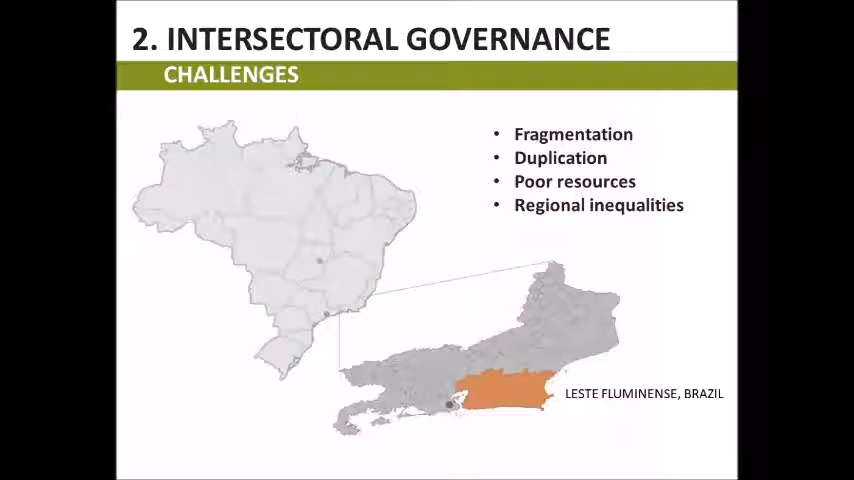 2. INTERSECTORAL GOVERNANCE
CHALLENGES
• Fragmentation
• Duplication
• Poor resources
• Regional inequalities
LESTE FLUMINENSE, BRAZIL